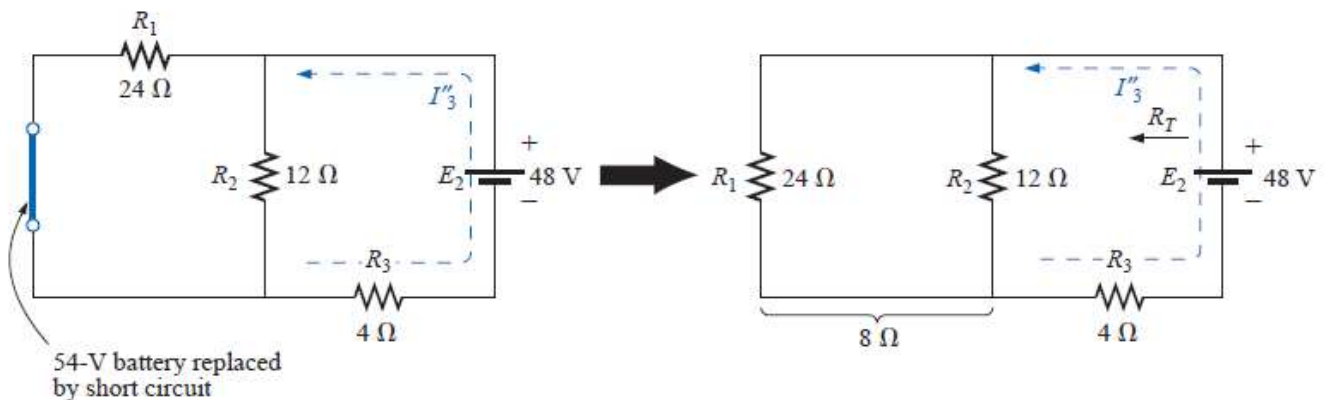 R1
24 Ω
I″3
R2
12 Ω
E2
+
48 V
−
R3
4 Ω
54-V battery replaced
by short circuit
R1
24 Ω
R2
12 Ω
I″3
RT
E2
+
48 V
−
R3
8 Ω
4 Ω